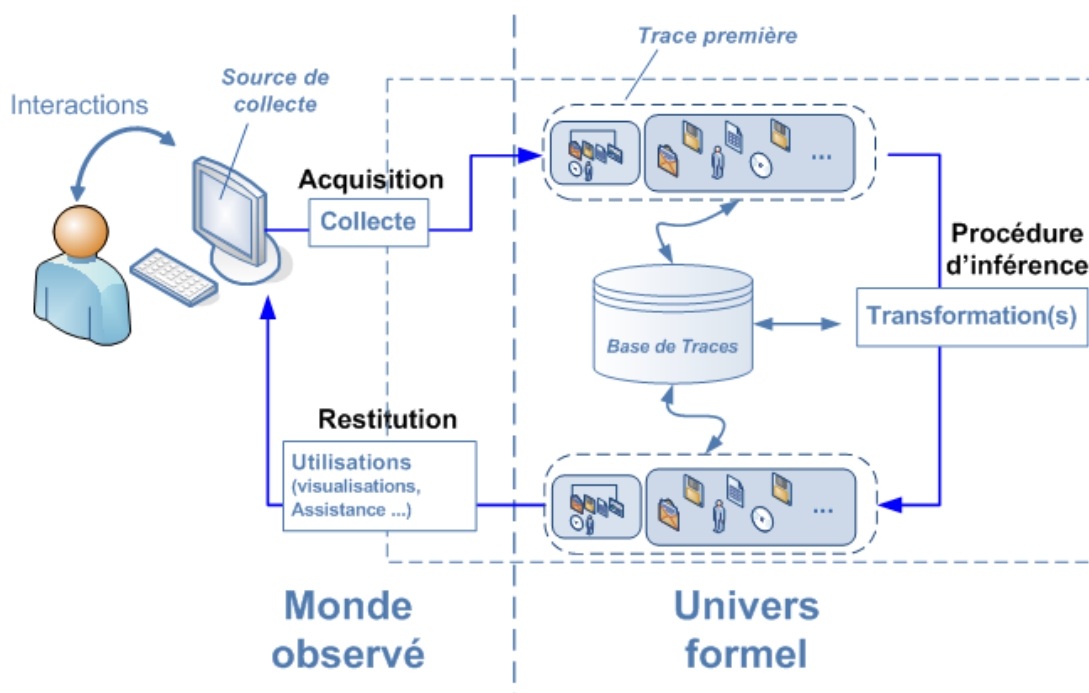 Trace première
Source de
collecte
Interactions
Acquisition
Collecte
...
Procédure
d'inférence
Transformation(s)
Base de Traces
Restitution
Utilisations
(visualisations,
Assistance ...)
...
Monde
observé
Univers
formel